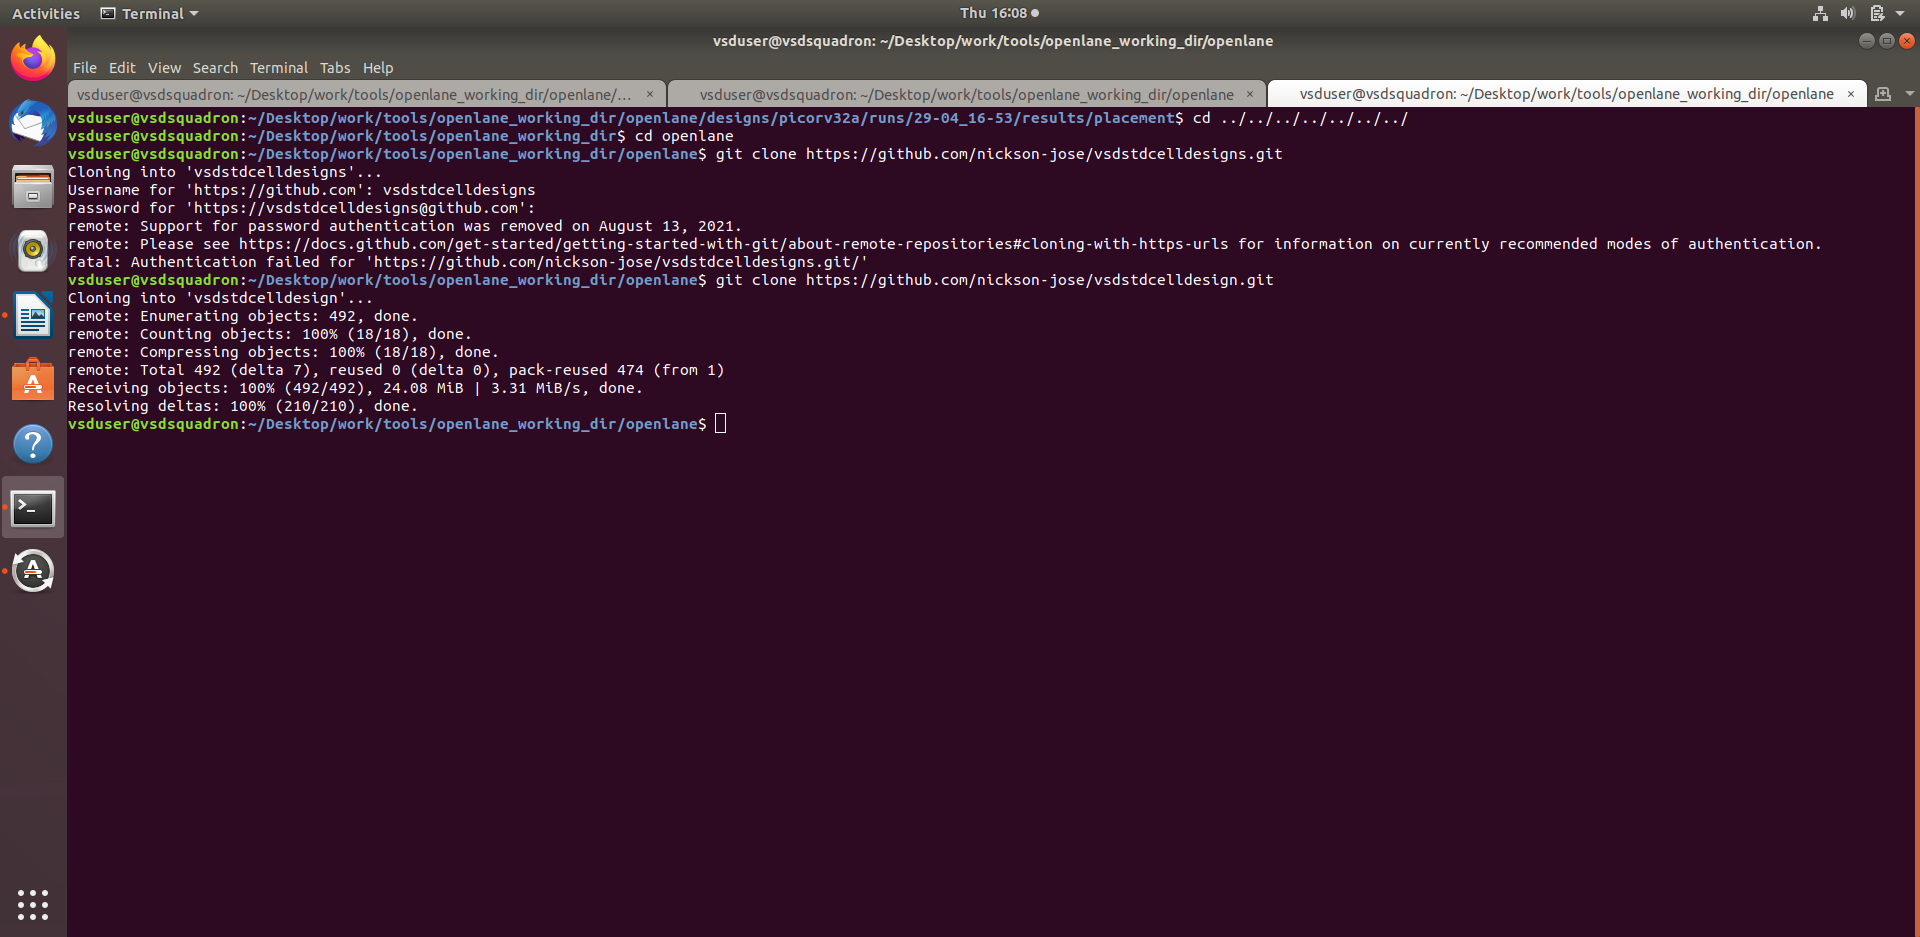 Activities Terminal Thu 16:08
vsduser@vsdsquadron: ~/Desktop/work/tools/openlane_working_dir/openlane
File Edit View Search Terminal Tabs Help
vsduser@vsdsquadron: ~/Desktop/work/tools/openlane_working_dir/openlane/... × vsduser@vsdsquadron: ~/Desktop/work/tools/openlane_working_dir/openlane × vsduser@vsdsquadron: ~/Desktop/work/tools/openlane_working_dir/openlane ×
vsduser@vsdsquadron:~/Desktop/work/tools/openlane_working_dir/openlane/designs/picorv32a/runs/29-04_16-53/results/placement$ cd ../../../../../../../
vsduser@vsdsquadron:~/Desktop/work/tools/openlane_working_dir$ cd openlane
vsduser@vsdsquadron:~/Desktop/work/tools/openlane_working_dir/openlane$ git clone https://github.com/nickson-jose/vsdstdcelldesigns.git
Cloning into 'vsdstdcelldesigns'...
Username for 'https://github.com': vsdstdcelldesigns
Password for 'https://vsdstdcelldesigns@github.com':
remote: Support for password authentication was removed on August 13, 2021.
remote: Please see https://docs.github.com/get-started/getting-started-with-git/about-remote-repositories#cloning-with-https-urls for information on currently recommended modes of authentication.
fatal: Authentication failed for 'https://github.com/nickson-jose/vsdstdcelldesigns.git/'
vsduser@vsdsquadron:~/Desktop/work/tools/openlane_working_dir/openlane$ git clone https://github.com/nickson-jose/vsdstdcelldesign.git
Cloning into 'vsdstdcelldesign'...
remote: Enumerating objects: 492, done.
remote: Counting objects: 100% (18/18), done.
remote: Compressing objects: 100% (18/18), done.
remote: Total 492 (delta 7), reused 0 (delta 0), pack-reused 474 (from 1)
Receiving objects: 100% (492/492), 24.08 MiB | 3.31 MiB/s, done.
Resolving deltas: 100% (210/210), done.
vsduser@vsdsquadron:~/Desktop/work/tools/openlane_working_dir/openlane$